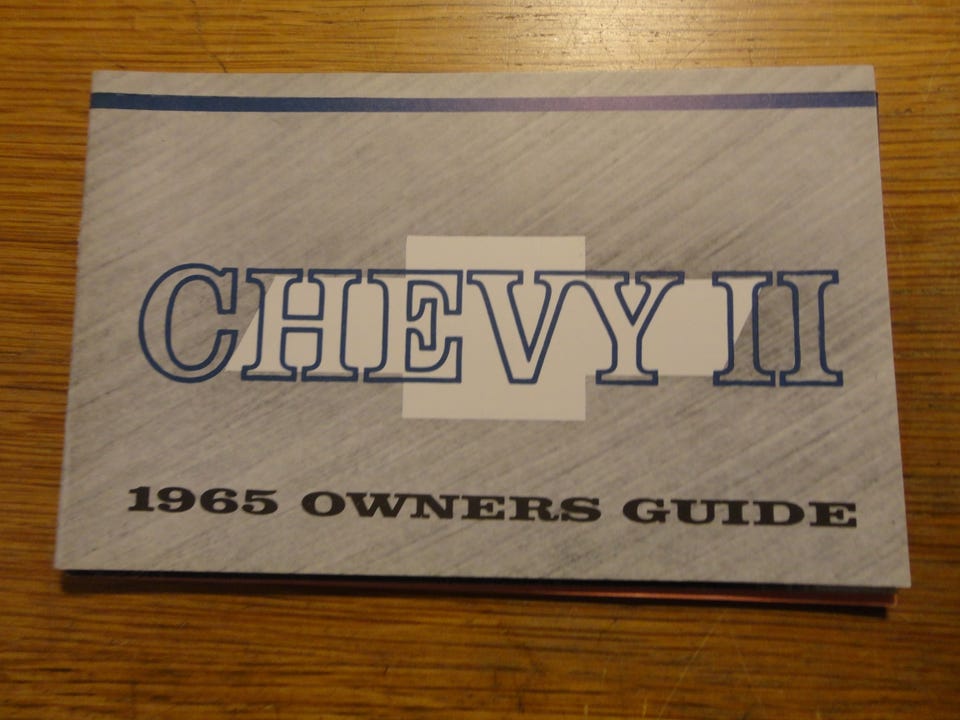 CHEVY II
1965 OWNERS GUIDE